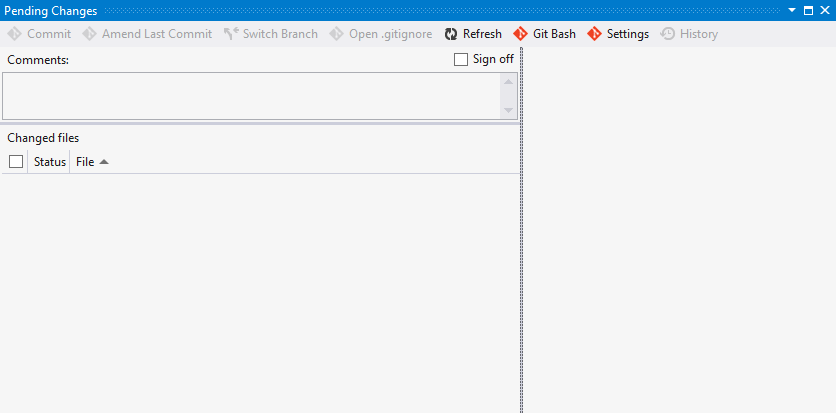 Pending Changes
Commit Amend Last Commit Switch Branch Open .gitignore Refresh Git Bash Settings History
Comments: Sign off
Changed files
Status File